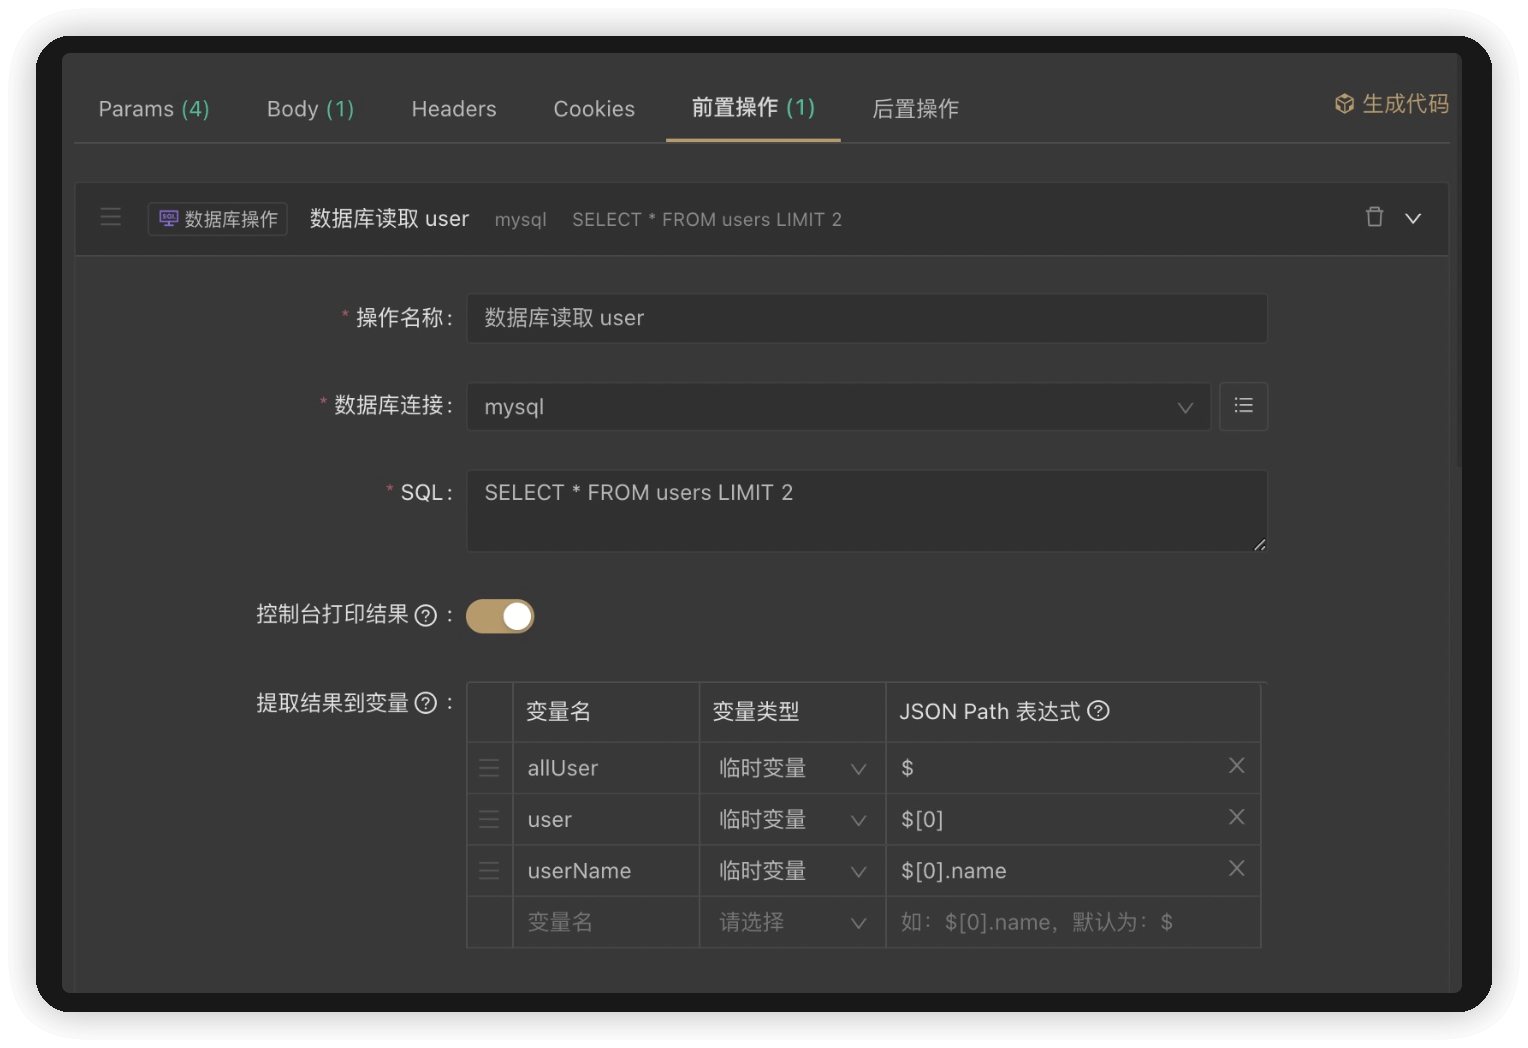 Params (4) Body (1) Headers Cookies 前置操作 (1) 后置操作 生成代码
SQL 数据库操作 数据库读取 user mysql SELECT * FROM users LIMIT 2
* 操作名称: 数据库读取 user
* 数据库连接: mysql
* SQL: SELECT * FROM users LIMIT 2
控制台打印结果 ? :
提取结果到变量 ? : 变量名 变量类型 JSON Path 表达式 ?
allUser 临时变量 $
user 临时变量 $[0]
userName 临时变量 $[0].name
变量名 请选择 如：$[0].name，默认为：$